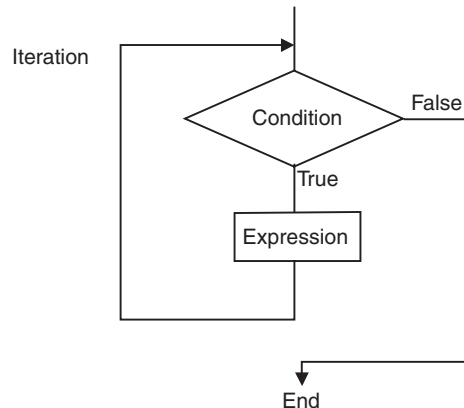 Iteration
Condition
False
True
Expression
End